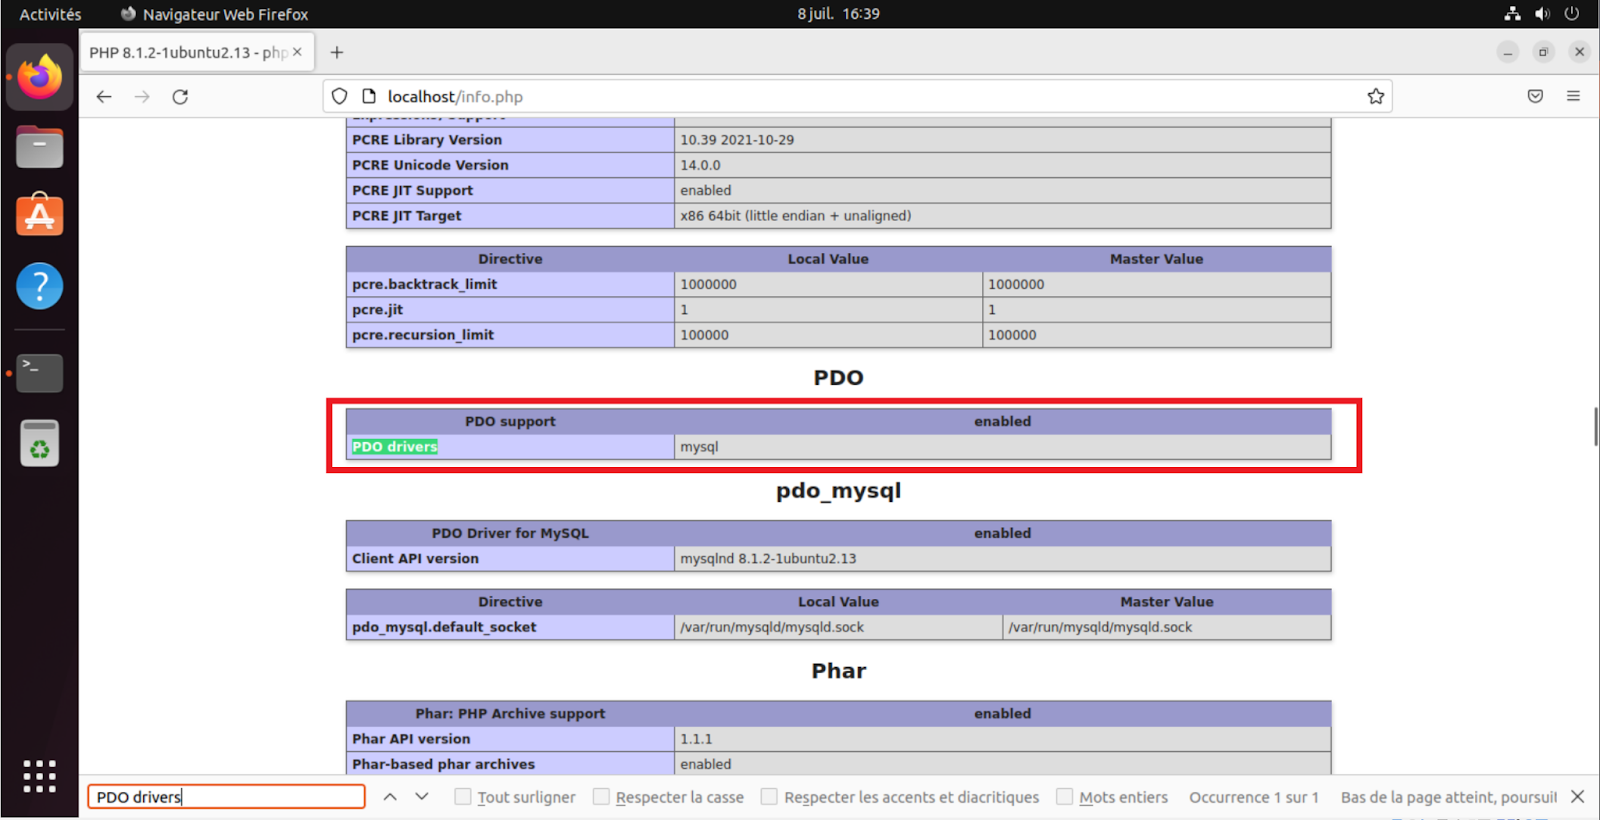 Activités Navigateur Web Firefox 8 juil. 16:39
PHP 8.1.2-1ubuntu2.13 - php
localhost/info.php
PCRE Library Version 10.39 2021-10-29
PCRE Unicode Version 14.0.0
PCRE JIT Support enabled
PCRE JIT Target x86 64bit (little endian + unaligned)
Directive Local Value Master Value
pcre.backtrack_limit 1000000 1000000
pcre.jit 1 1
pcre.recursion_limit 100000 100000
PDO
PDO support enabled
PDO drivers mysql
pdo_mysql
PDO Driver for MySQL enabled
Client API version mysqlnd 8.1.2-1ubuntu2.13
Directive Local Value Master Value
pdo_mysql.default_socket /var/run/mysqld/mysqld.sock /var/run/mysqld/mysqld.sock
Phar
Phar: PHP Archive support enabled
Phar API version 1.1.1
Phar-based phar archives enabled
PDO drivers Tout surligner Respecter la casse Respecter les accents et diacritiques Mots entiers Occurrence 1 sur 1 Bas de la page atteint, poursuil